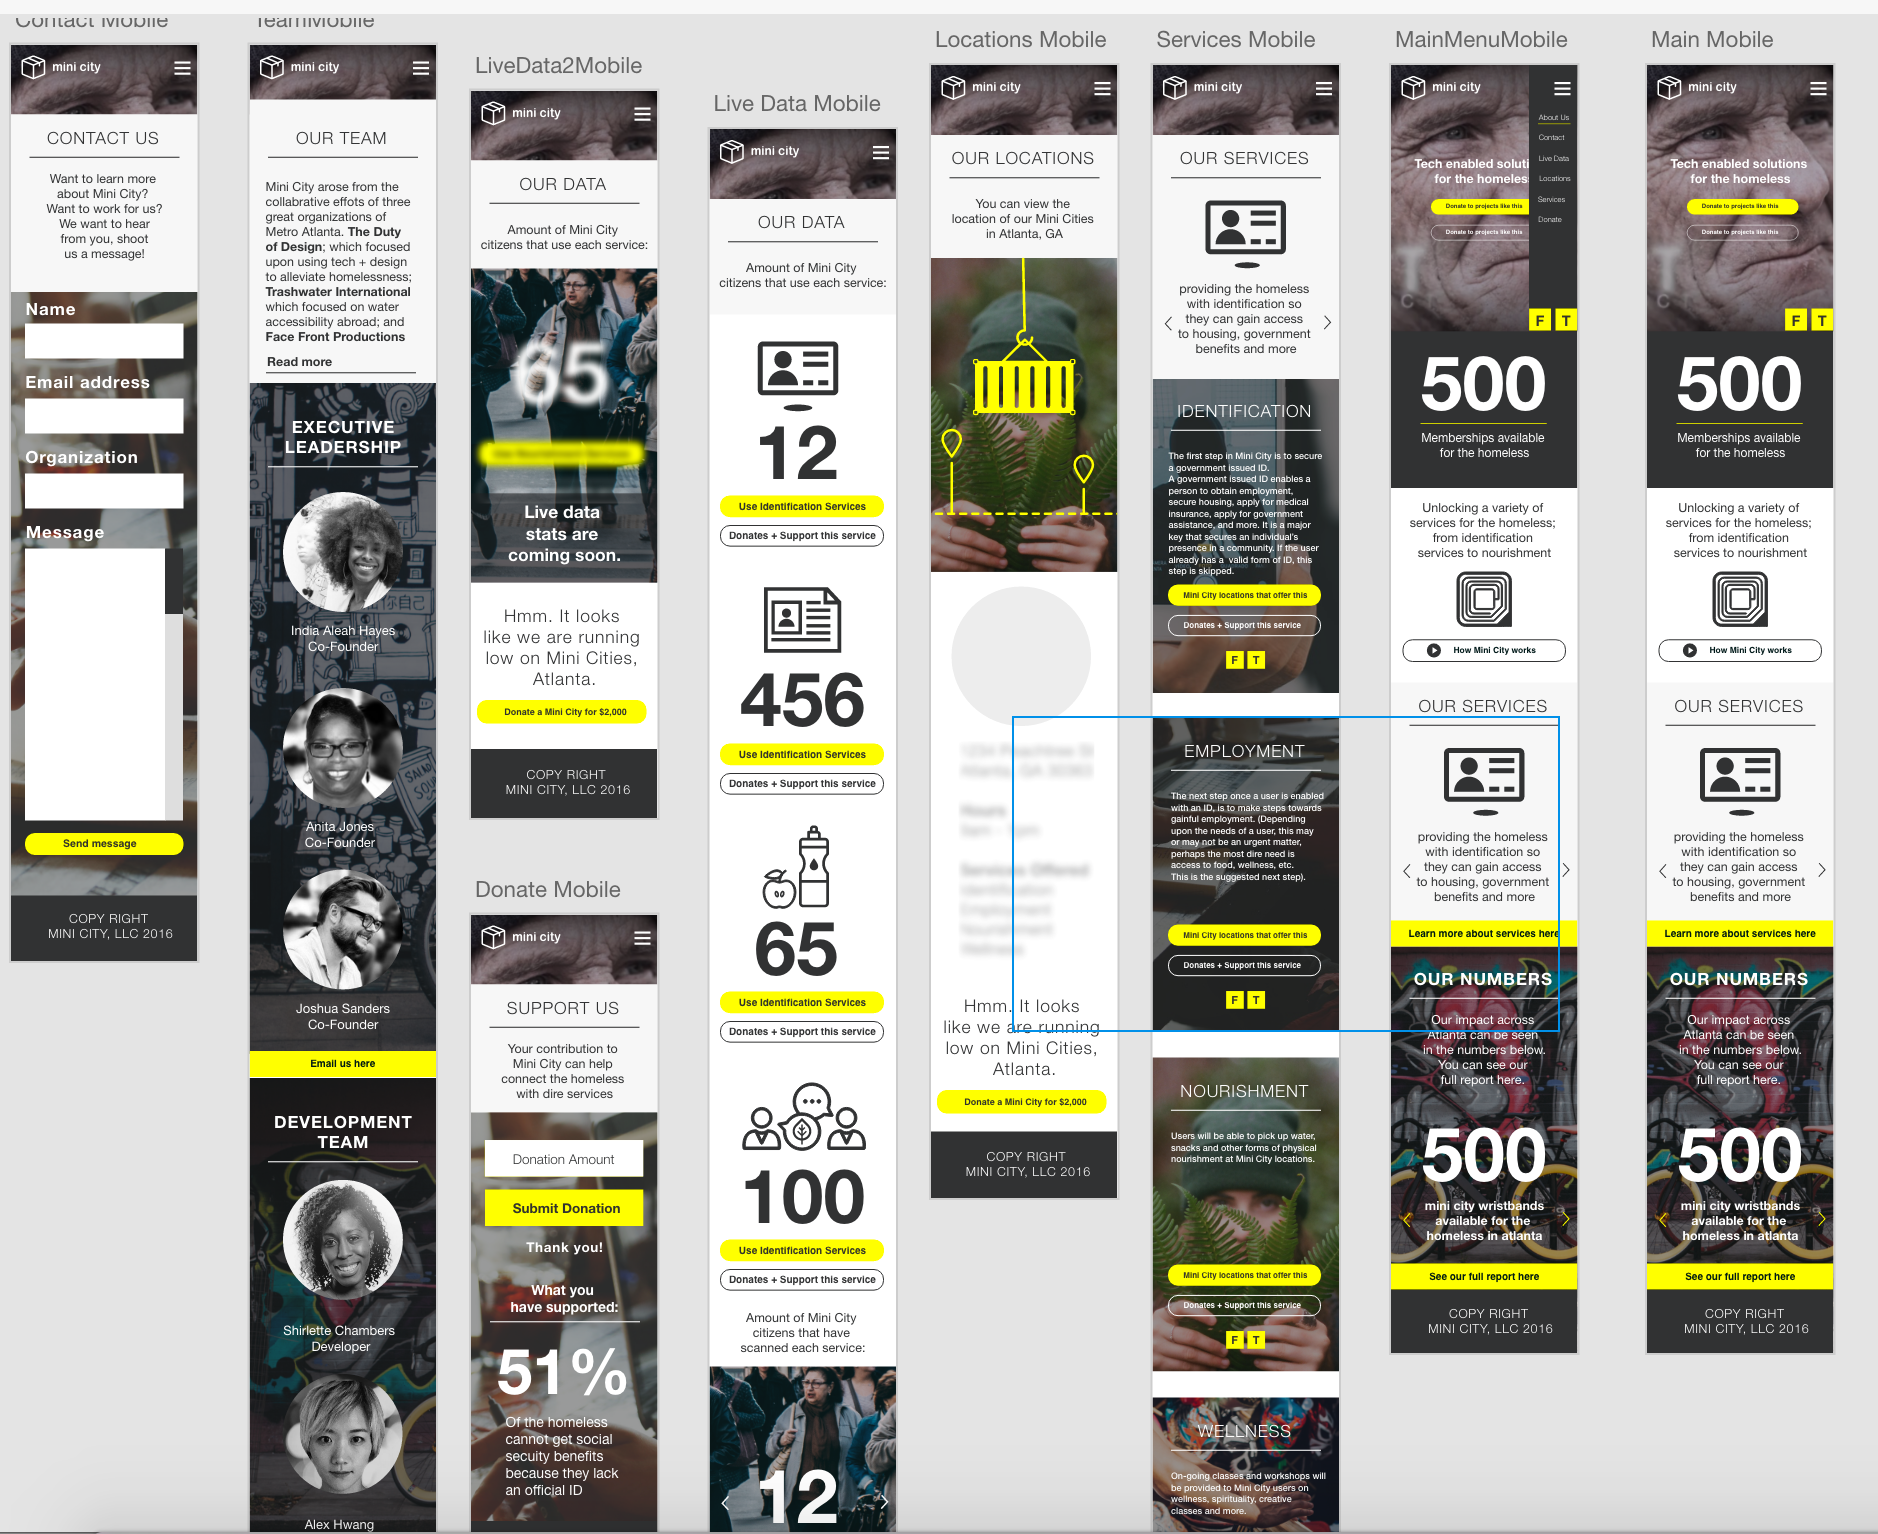 Contact Mobile
mini city
CONTACT US
Want to learn more
about Mini City?
Want to work for us?
We want to hear
from you, shoot
us a message!
Name
Email address
Organization
Message
Send message
COPY RIGHT
MINI CITY, LLC 2016
TeamMobile
mini city
OUR TEAM
Mini City arose from the
collabrative effots of three
great organizations of
Metro Atlanta. The Duty
of Design; which focused
upon using tech + design
to alleviate homelessness;
Trashwater International
which focused on water
accessibility abroad; and
Face Front Productions
Read more
EXECUTIVE
LEADERSHIP
India Aleah Hayes
Co-Founder
Anita Jones
Co-Founder
Joshua Sanders
Co-Founder
Email us here
DEVELOPMENT
TEAM
Shirlette Chambers
Developer
Alex Hwang
LiveData2Mobile
mini city
OUR DATA
Amount of Mini City
citizens that use each service:
65
Live data
stats are
coming soon.
Hmm. It looks
like we are running
low on Mini Cities,
Atlanta.
Donate a Mini City for $2,000
COPY RIGHT
MINI CITY, LLC 2016
Donate Mobile
mini city
SUPPORT US
Your contribution to
Mini City can help
connect the homeless
with dire services
Donation Amount
Submit Donation
Thank you!
What you
have supported:
51%
Of the homeless
cannot get social
secuity benefits
because they lack
an official ID
Live Data Mobile
mini city
OUR DATA
Amount of Mini City
citizens that use each service:
12
Use Identification Services
Donates + Support this service
456
Use Identification Services
Donates + Support this service
65
Use Identification Services
Donates + Support this service
100
Use Identification Services
Donates + Support this service
Amount of Mini City
citizens that have
scanned each service:
12
Locations Mobile
mini city
OUR LOCATIONS
You can view the
location of our Mini Cities
in Atlanta, GA
Hours
Services Offered
Identification
Employment
Nourishment
Wellness
Hmm. It looks
like we are running
low on Mini Cities,
Atlanta.
Donate a Mini City for $2,000
COPY RIGHT
MINI CITY, LLC 2016
Services Mobile
mini city
OUR SERVICES
providing the homeless
with identification so
they can gain access
to housing, government
benefits and more
IDENTIFICATION
The first step in Mini City is to secure
a government issued ID.
A government issued ID enables a
person to obtain employment,
secure housing, apply for medical
insurance, apply for government
assistance, and more. It is a major
key that secures an individual's
presence in a community. If the user
already has a valid form of ID, this
step is skipped.
Mini City locations that offer this
Donates + Support this service
F T
EMPLOYMENT
The next step once a user is enabled
with an ID, is to make steps towards
gainful employment. (Depending
upon the needs of a user, this may
or may not be an urgent matter,
perhaps the most dire need is
access to food, wellness, etc.
This is the suggested next step).
Mini City locations that offer this
Donates + Support this service
F T
NOURISHMENT
Users will be able to pick up water,
snacks and other forms of physical
nourishment at Mini City locations.
Mini City locations that offer this
Donates + Support this service
F T
WELLNESS
On-going classes and workshops will
be provided to Mini City users on
wellness, spirituality, creative
classes and more.
MainMenuMobile
mini city
About Us
Contact
Live Data
Locations
Services
Donate
Tech enabled soluti
for the homeles
Donate to projects like this
Donate to projects like this
T
C
F T
500
Memberships available
for the homeless
Unlocking a variety of
services for the homeless;
from identification
services to nourishment
How Mini City works
OUR SERVICES
providing the homeless
with identification so
they can gain access
to housing, government
benefits and more
Learn more about services here
OUR NUMBERS
Our impact across
Atlanta can be seen
in the numbers below.
You can see our
full report here.
500
mini city wristbands
available for the
homeless in atlanta
See our full report here
COPY RIGHT
MINI CITY, LLC 2016
Main Mobile
mini city
Tech enabled solutions
for the homeless
Donate to projects like this
Donate to projects like this
T
C
F T
500
Memberships available
for the homeless
Unlocking a variety of
services for the homeless;
from identification
services to nourishment
How Mini City works
OUR SERVICES
providing the homeless
with identification so
they can gain access
to housing, government
benefits and more
Learn more about services here
OUR NUMBERS
Our impact across
Atlanta can be seen
in the numbers below.
You can see our
full report here.
500
mini city wristbands
available for the
homeless in atlanta
See our full report here
COPY RIGHT
MINI CITY, LLC 2016